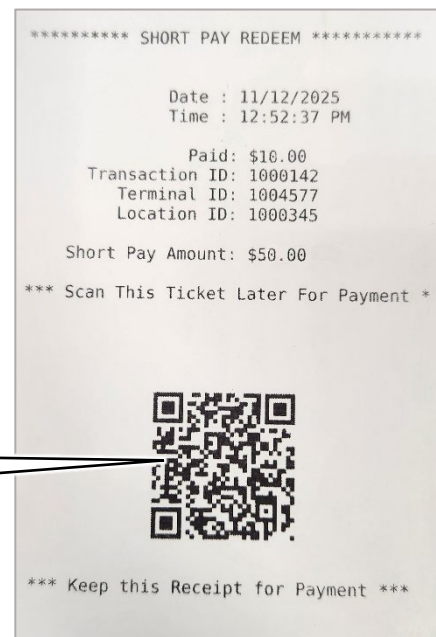 ********** SHORT PAY REDEEM ***********
Date : 11/12/2025
Time : 12:52:37 PM
Paid: $10.00
Transaction ID: 1000142
Terminal ID: 1004577
Location ID: 1000345
Short Pay Amount: $50.00
*** Scan This Ticket Later For Payment *
*** Keep this Receipt for Payment ***